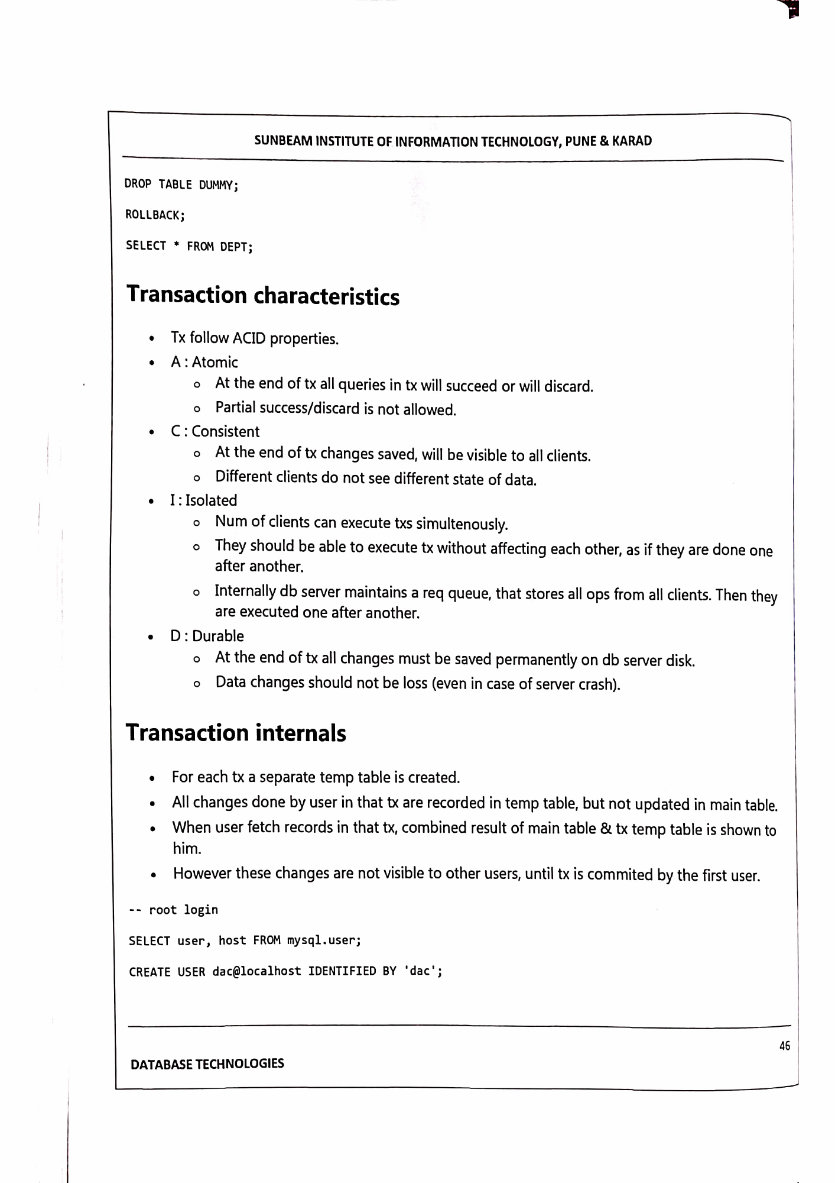 SUNBEAM INSTITUTE OF INFORMATION TECHNOLOGY, PUNE & KARAD
DROP TABLE DUMMY;
ROLLBACK;
SELECT * FROM DEPT;
Transaction characteristics
• Tx follow ACID properties.
• A : Atomic
o At the end of tx all queries in tx will succeed or will discard.
o Partial success/discard is not allowed.
• C : Consistent
o At the end of tx changes saved, will be visible to all clients.
o Different clients do not see different state of data.
• I : Isolated
o Num of clients can execute txs simultenously.
o They should be able to execute tx without affecting each other, as if they are done one
after another.
o Internally db server maintains a req queue, that stores all ops from all clients. Then they
are executed one after another.
• D : Durable
o At the end of tx all changes must be saved permanently on db server disk.
o Data changes should not be loss (even in case of server crash).
Transaction internals
• For each tx a separate temp table is created.
• All changes done by user in that tx are recorded in temp table, but not updated in main table.
• When user fetch records in that tx, combined result of main table & tx temp table is shown to
him.
• However these changes are not visible to other users, until tx is commited by the first user.
-- root login
SELECT user, host FROM mysql.user;
CREATE USER dac@localhost IDENTIFIED BY 'dac';
46
DATABASE TECHNOLOGIES